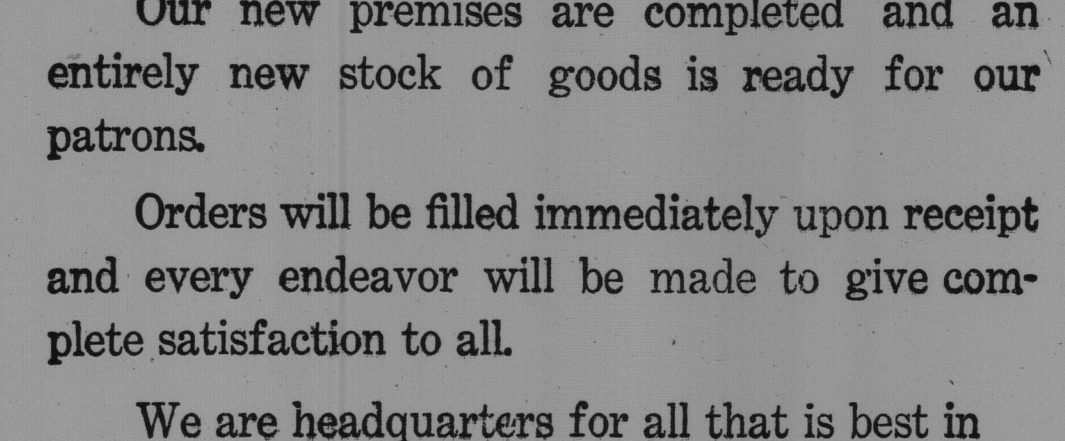 Our new premises are completed and an
entirely new stock of goods is ready for our
patrons.
Orders will be filled immediately upon receipt
and every endeavor will be made to give com-
plete satisfaction to all.
We are headquarters for all that is best in